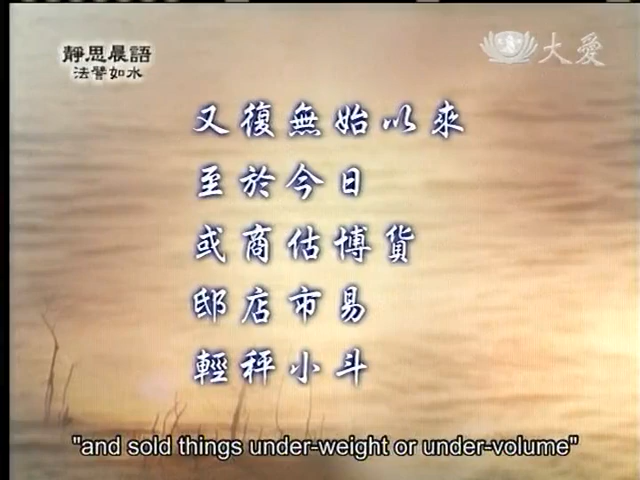 靜思晨語
法譬如水
大愛
又復無始以來
至於今日
或商估博貨
邸店市易
輕秤小斗
"and sold things under-weight or under-volume"